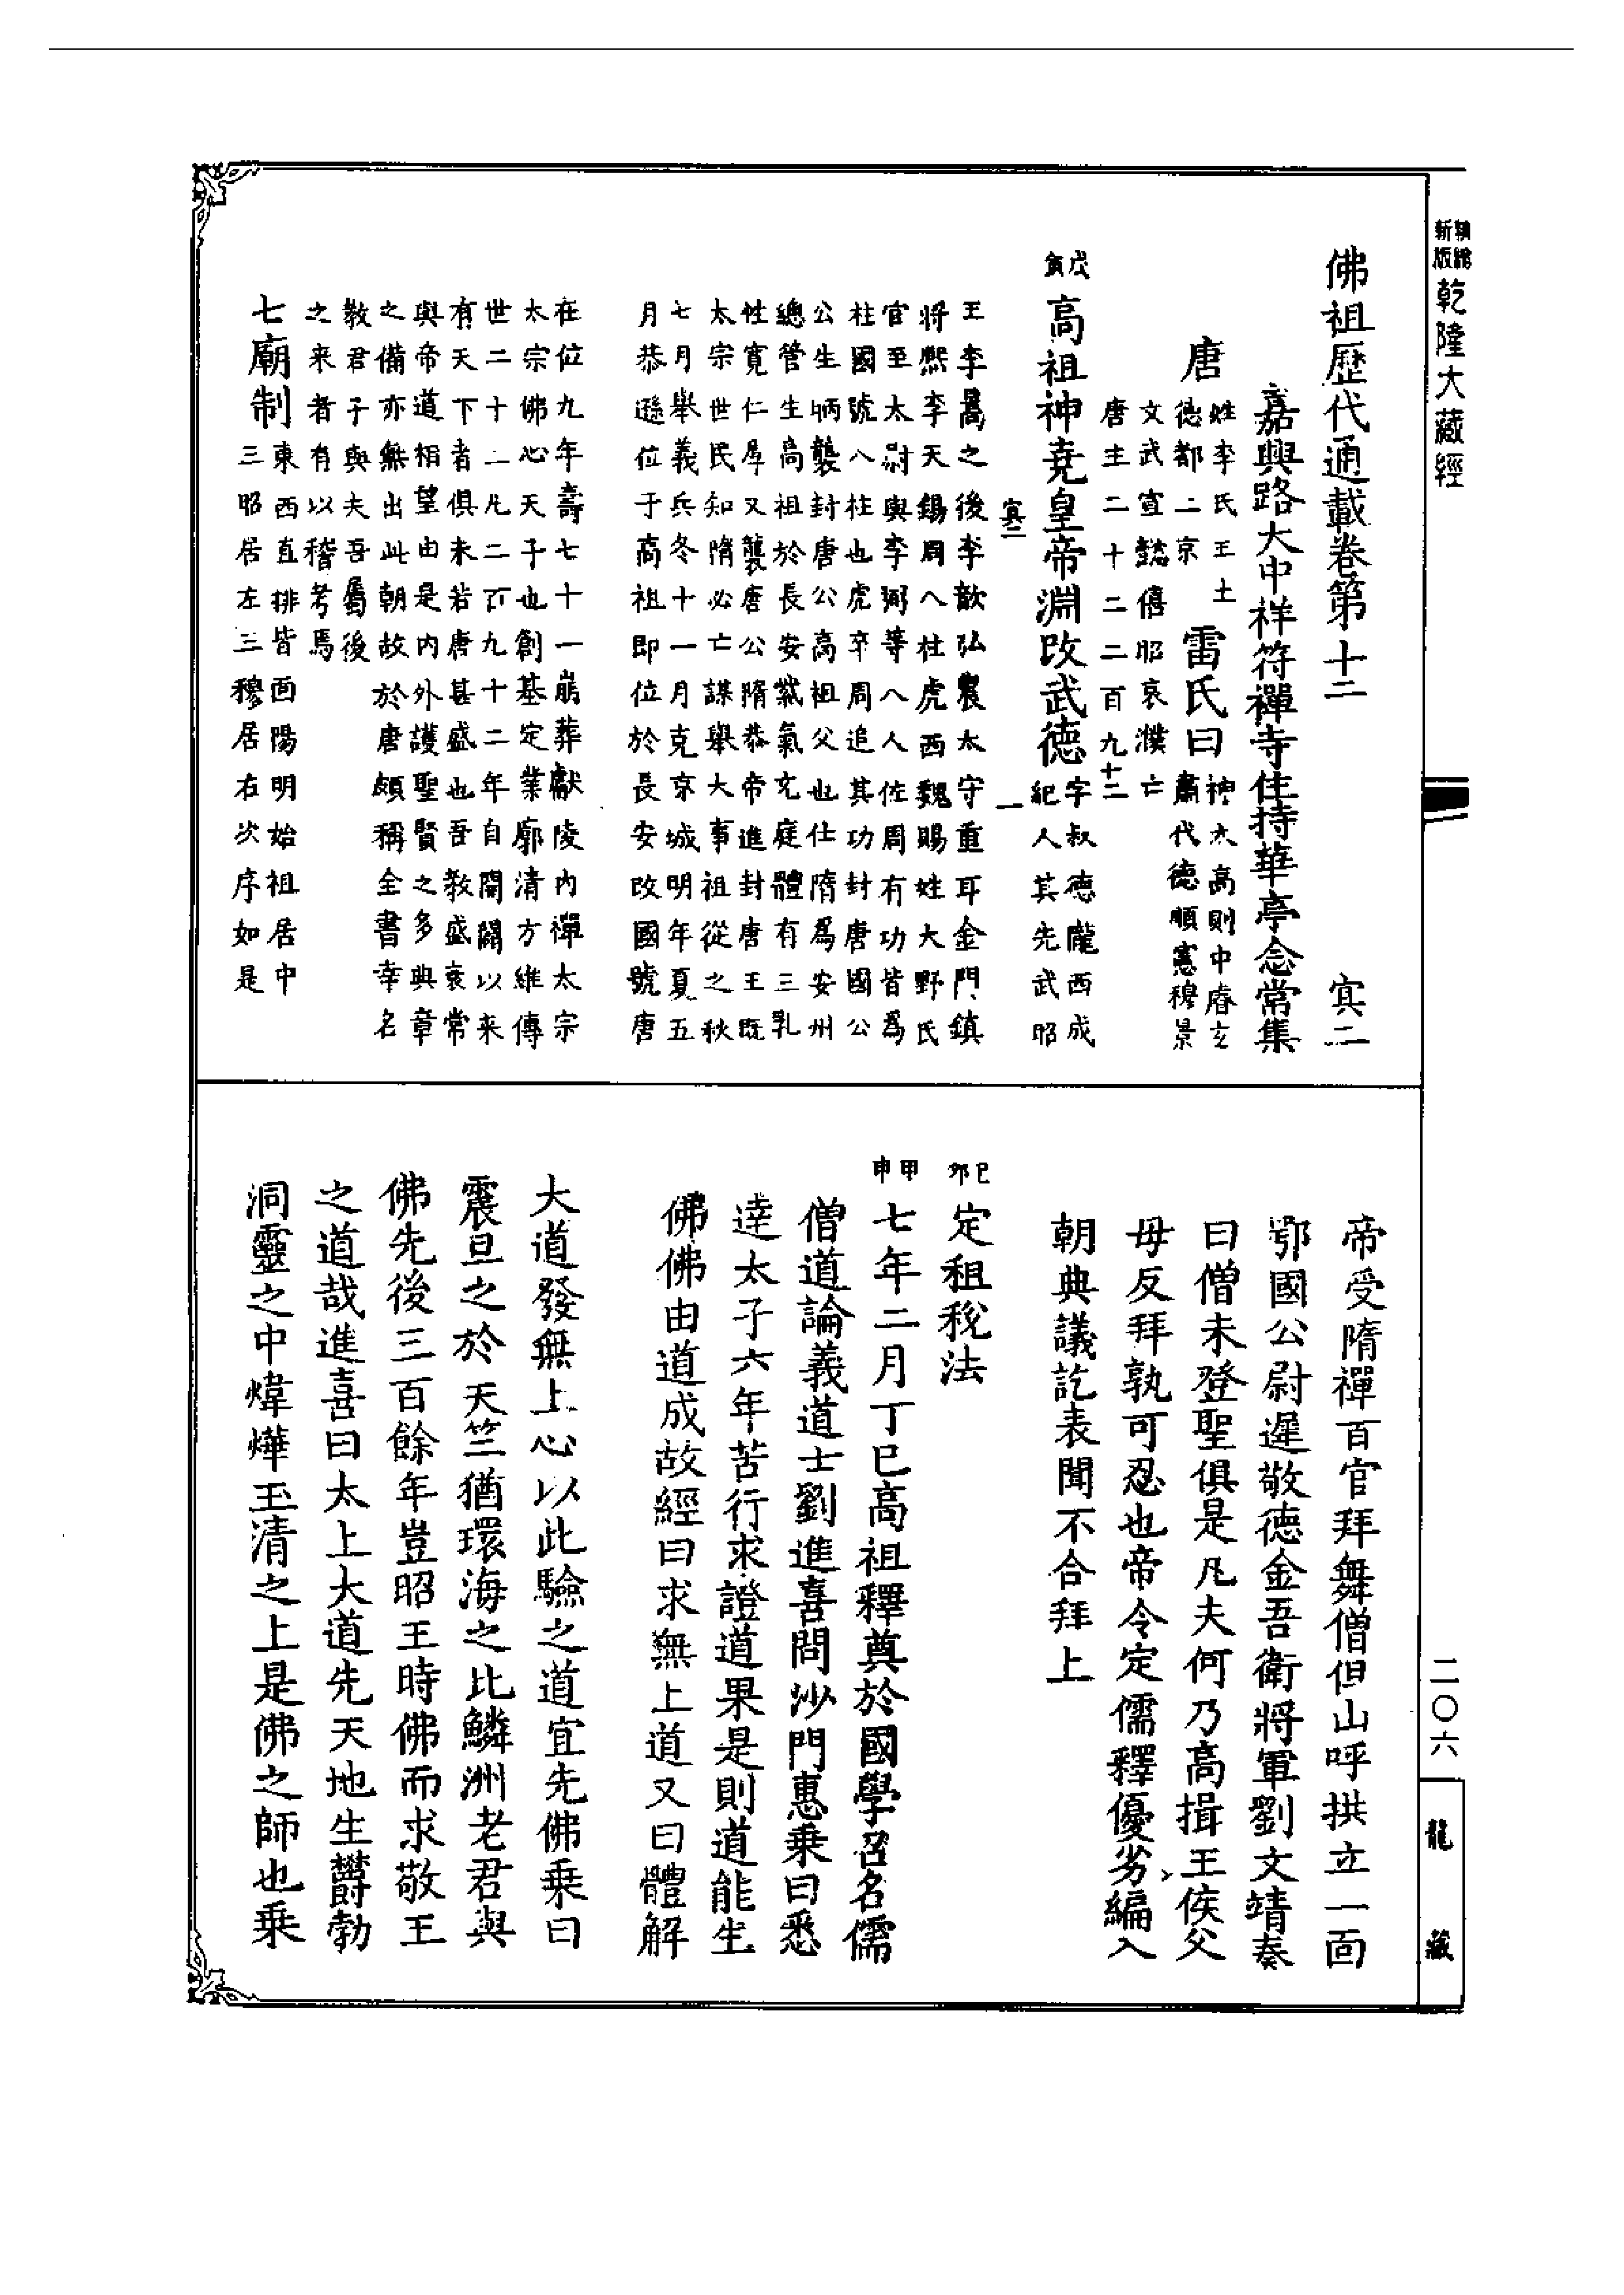 新版
乾隆大藏經
佛祖歷代通載卷第十二　賓二
嘉興路大中祥符禪寺住持華亭念常集
唐
姓李氏王土
德都二京
雷氏曰
神太高則中睿玄
肅代德順憲穆景
文武宣懿僖昭哀濮亡
唐主二十二二百九十二
戊寅
高祖神堯皇帝淵改武德
字叔德隴西成
紀人其先武昭
賓二
一
王李暠之後李歆弘農太守重耳金門鎮
將熙李天錫周八柱虎西魏賜姓大野氏
官至太尉與李弼等八人佐周有功皆為
柱國號八柱也虎卒周追其功封唐國公
公生昞襲封唐公高祖父也仕隋為安州
總管生高祖於長安紫氣充庭體有三乳
性寬仁厚又襲唐公隋恭帝進封唐王既
太宗世民知隋必亡謀舉大事祖從之秋
七月舉義兵冬十一月克京城明年夏五
月恭遜位于高祖即位於長安改國號唐
在位九年壽七十一崩葬獻陵內禪太宗
太宗佛心天子也創基定業廓清方維傳
世二十二凡二百九十二年自開闢以來
有天下者俱未若唐甚盛也吾教盛衰常
與帝道相望由是內外護聖賢之多典章
之備亦無出此朝故於唐頗稱全書幸名
教君子與夫吾屬後
之來者有以稽考焉
七廟制
東西直排皆面陽明始祖居中
三昭居左三穆居右次序如是
帝受隋禪百官拜舞僧但山呼拱立一面
鄂國公尉遲敬德金吾衛將軍劉文靖奏
曰僧未登聖俱是凡夫何乃高揖王侯父
母反拜孰可忍也帝令定儒釋優劣編入
朝典議訖表聞不合拜上
己卯
定租稅法
甲申
七年二月丁巳高祖釋奠於國學召名儒
僧道論義道士劉進喜問沙門惠乘曰悉
達太子六年苦行求證道果是則道能生
佛佛由道成故經曰求無上道又曰體解
大道發無上心以此驗之道宜先佛乘曰
震旦之於天竺猶環海之比鱗洲老君與
佛先後三百餘年豈昭王時佛而求敬王
之道哉進喜曰太上大道先天地生鬱勃
洞靈之中煒燁玉清之上是佛之師也乘
二〇六
龍藏